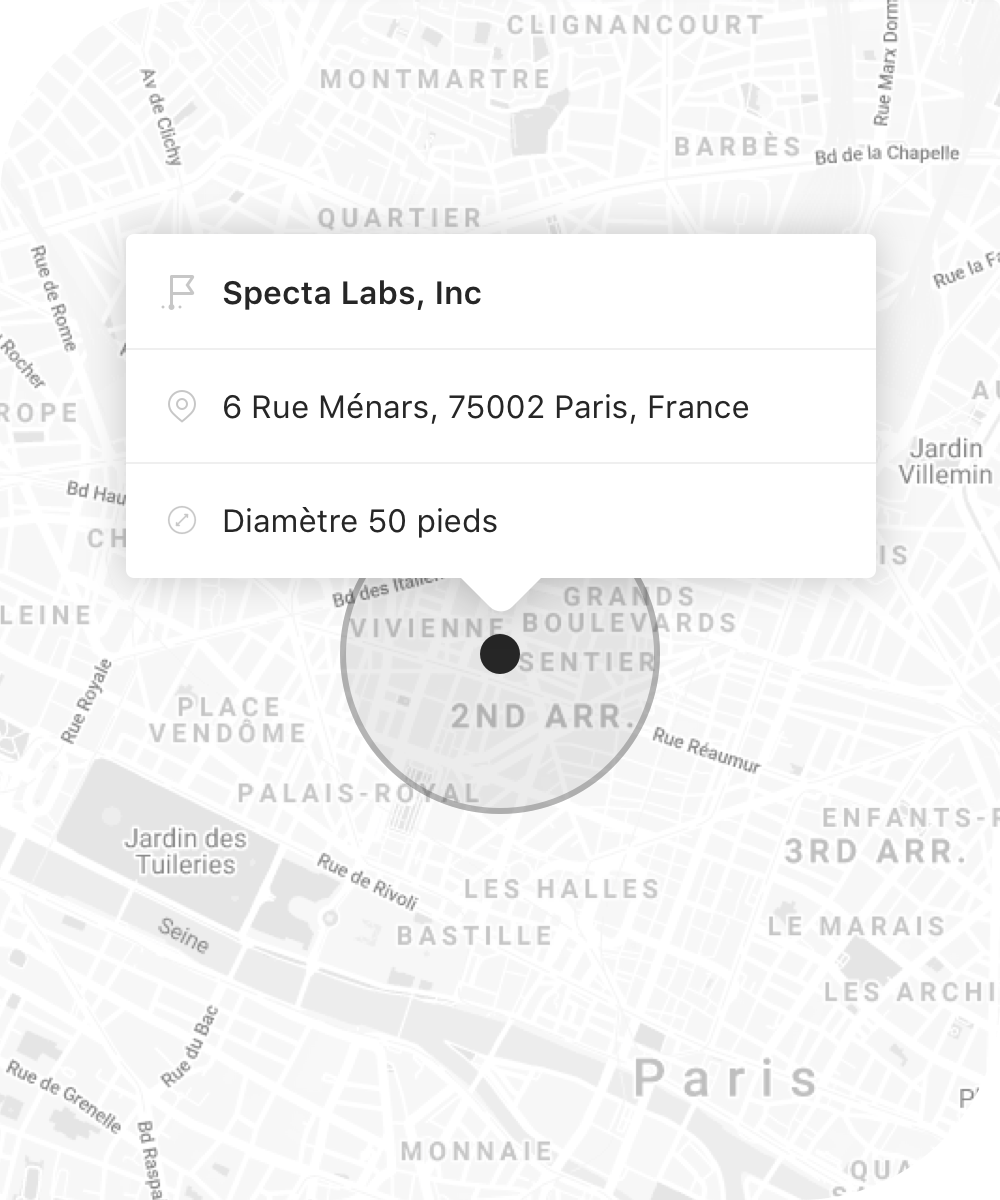 CLIGNANCOURT
MONTMARTRE
Av de Clichy
Rue Marx Dorm
BARBÈS
Bd de la Chapelle
QUARTIER
Rue de Rome
Rocher
Rue la Fa
Specta Labs, Inc
6 Rue Ménars, 75002 Paris, France
Diamètre 50 pieds
ROPE
AU
Jardin
Villemin
Bd Hau
CH
IS
Bd des Italien
LEINE
GRANDS
BOULEVARDS
VIVIENNE
SENTIER
2ND ARR.
Rue Royale
PLACE
VENDÔME
Rue Réaumur
PALAIS-ROYAL
Jardin des
Tuileries
ENFANTS-R
3RD ARR.
Rue de Rivoli
LES HALLES
BASTILLE
LE MARAIS
Seine
LES ARCHI
Rue du Bac
Rue de Grenelle
Paris
Bd Raspa
MONNAIE